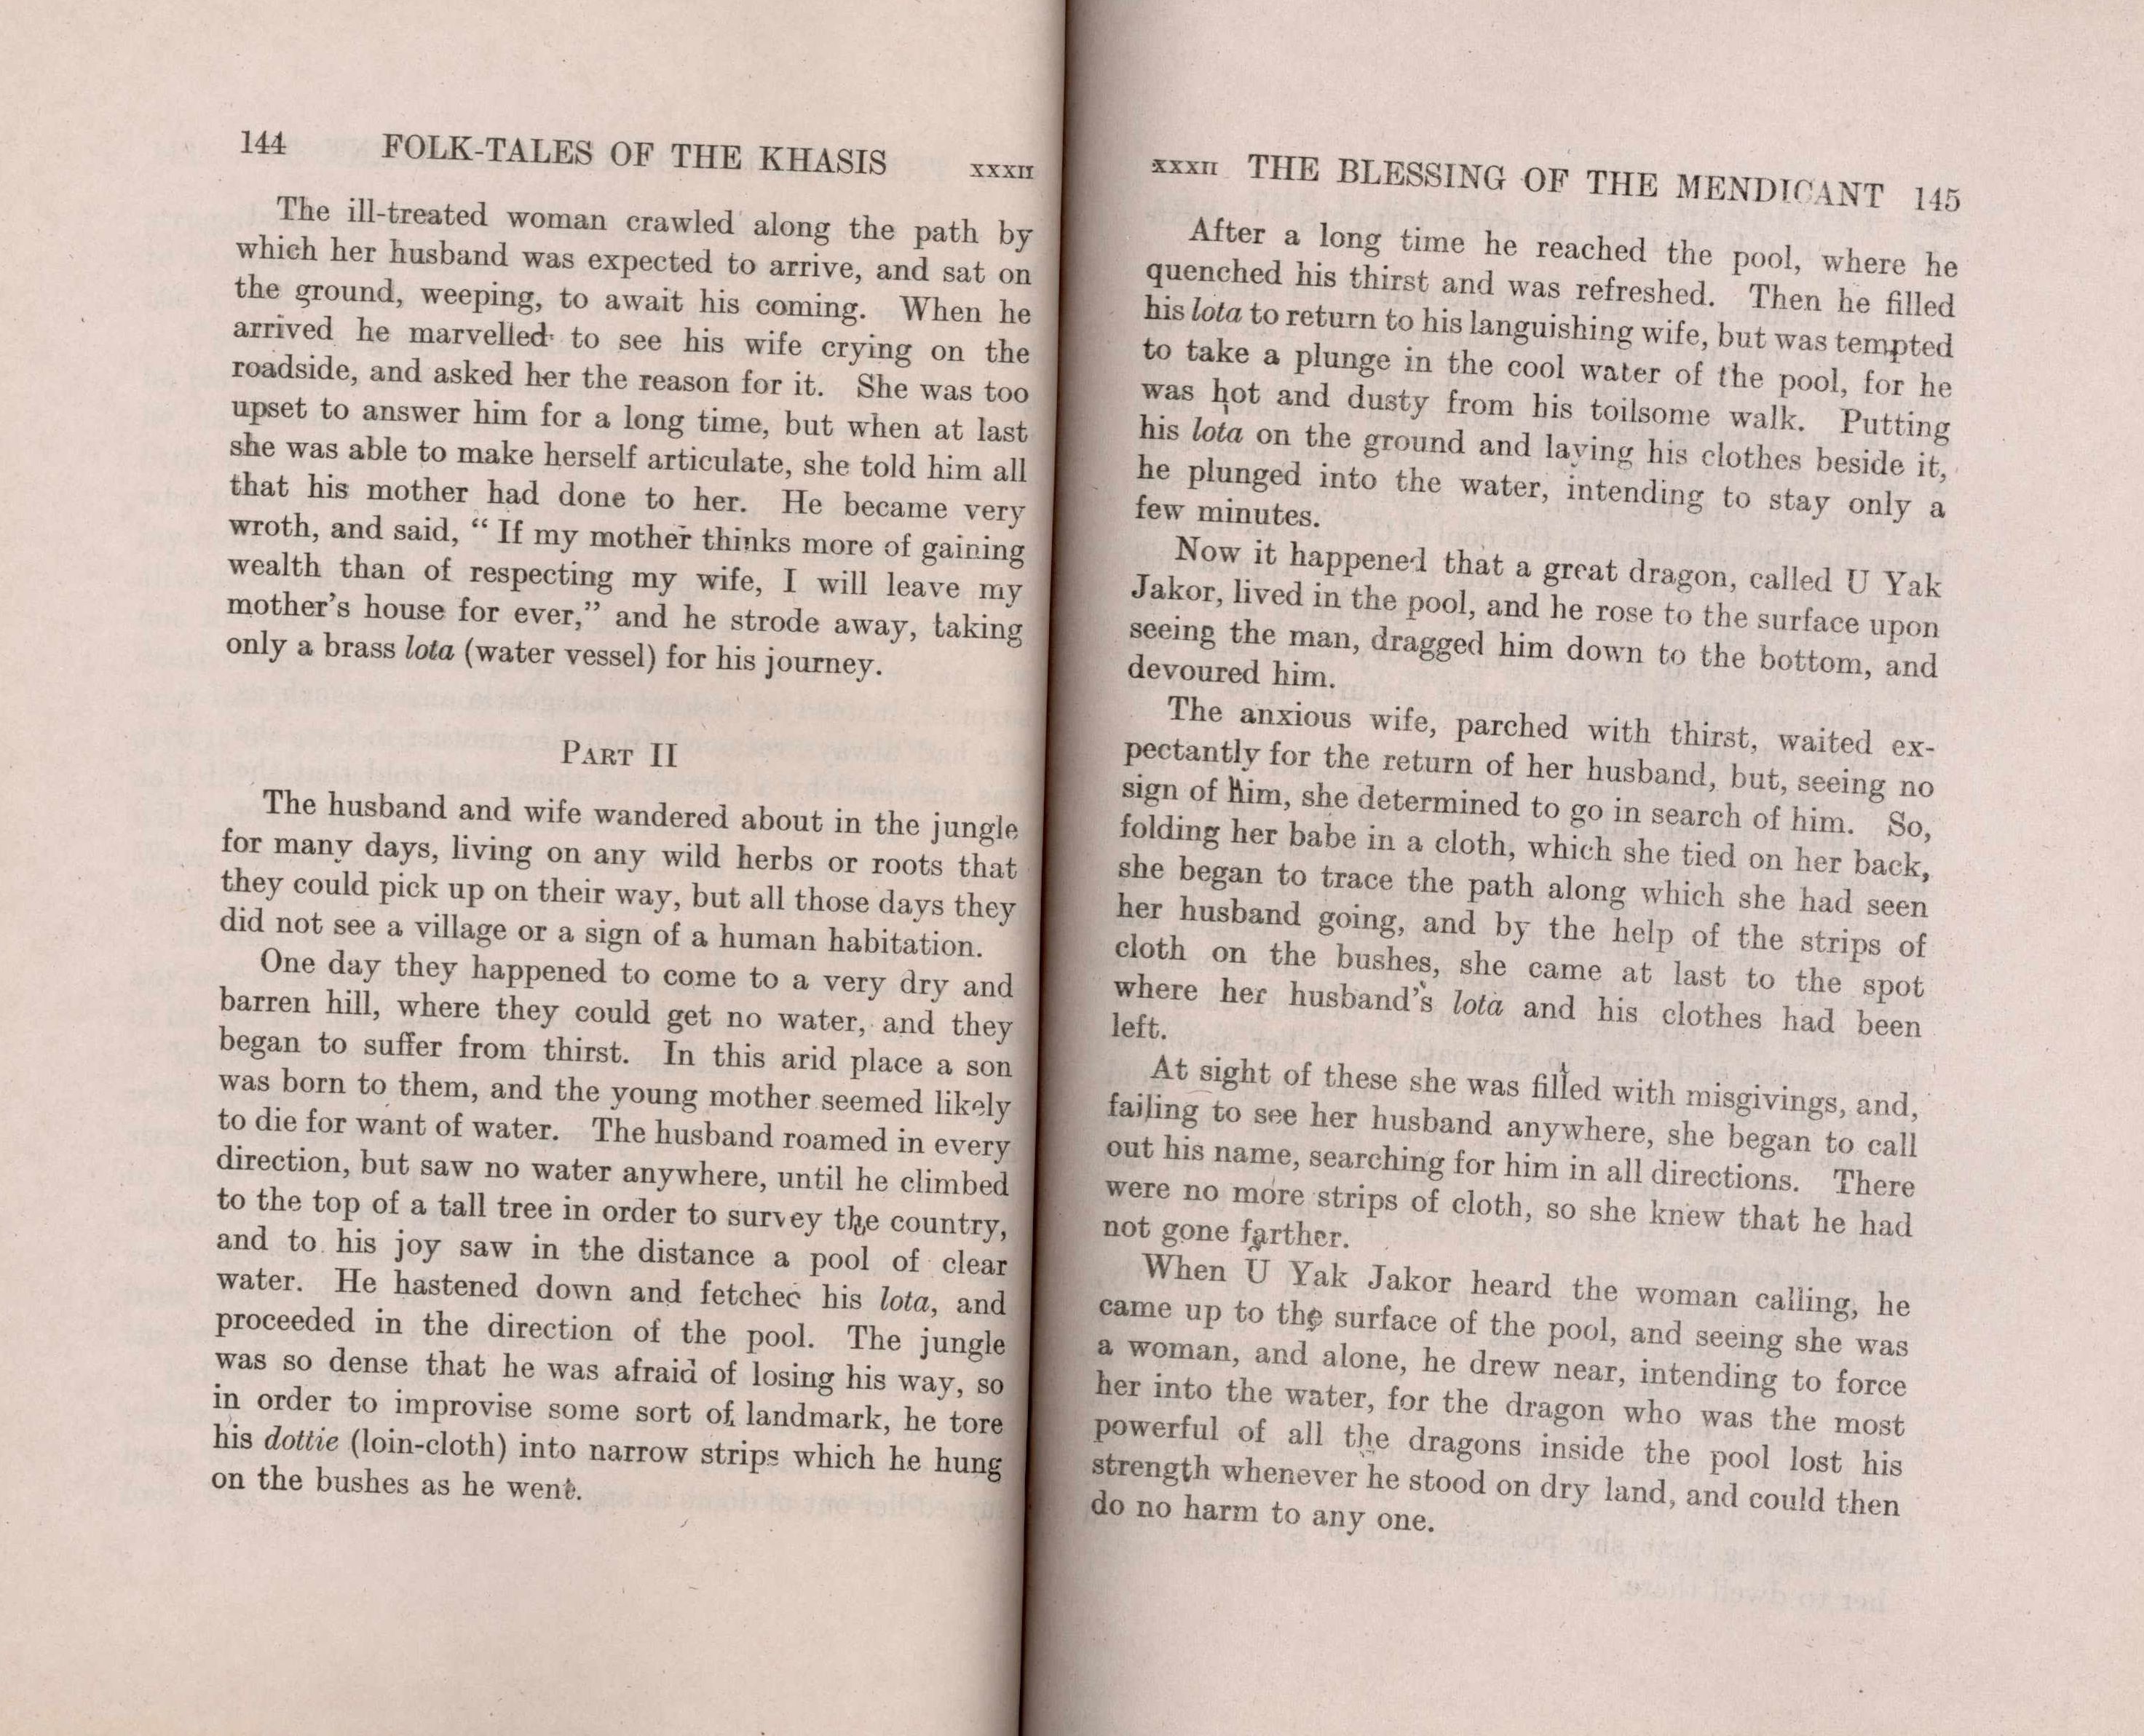 144 FOLK-TALES OF THE KHASIS XXXII
The ill-treated woman crawled along the path by
which her husband was expected to arrive, and sat on
the ground, weeping, to await his coming. When he
arrived he marvelled to see his wife crying on the
roadside, and asked her the reason for it. She was too
upset to answer him for a long time, but when at last
she was able to make herself articulate, she told him all
that his mother had done to her. He became very
wroth, and said, “ If my mother thinks more of gaining
wealth than of respecting my wife, I will leave my
mother’s house for ever,” and he strode away, taking
only a brass lota (water vessel) for his journey.
PART II
The husband and wife wandered about in the jungle
for many days, living on any wild herbs or roots that
they could pick up on their way, but all those days they
did not see a village or a sign of a human habitation.
One day they happened to come to a very dry and
barren hill, where they could get no water, and they
began to suffer from thirst. In this arid place a son
was born to them, and the young mother seemed likely
to die for want of water. The husband roamed in every
direction, but saw no water anywhere, until he climbed
to the top of a tall tree in order to survey the country,
and to his joy saw in the distance a pool of clear
water. He hastened down and fetched his lota, and
proceeded in the direction of the pool. The jungle
was so dense that he was afraid of losing his way, so
in order to improvise some sort of landmark, he tore
his dottie (loin-cloth) into narrow strips which he hung
on the bushes as he went.
XXXII THE BLESSING OF THE MENDICANT 145
After a long time he reached the pool, where he
quenched his thirst and was refreshed. Then he filled
his lota to return to his languishing wife, but was tempted
to take a plunge in the cool water of the pool, for he
was hot and dusty from his toilsome walk. Putting
his lota on the ground and laying his clothes beside it,
he plunged into the water, intending to stay only a
few minutes.
Now it happened that a great dragon, called U Yak
Jakor, lived in the pool, and he rose to the surface upon
seeing the man, dragged him down to the bottom, and
devoured him.
The anxious wife, parched with thirst, waited ex-
pectantly for the return of her husband, but, seeing no
sign of him, she determined to go in search of him. So,
folding her babe in a cloth, which she tied on her back,
she began to trace the path along which she had seen
her husband going, and by the help of the strips of
cloth on the bushes, she came at last to the spot
where her husband’s lota and his clothes had been
left.
At sight of these she was filled with misgivings, and,
failing to see her husband anywhere, she began to call
out his name, searching for him in all directions. There
were no more strips of cloth, so she knew that he had
not gone farther.
When U Yak Jakor heard the woman calling, he
came up to the surface of the pool, and seeing she was
a woman, and alone, he drew near, intending to force
her into the water, for the dragon who was the most
powerful of all the dragons inside the pool lost his
strength whenever he stood on dry land, and could then
do no harm to any one.